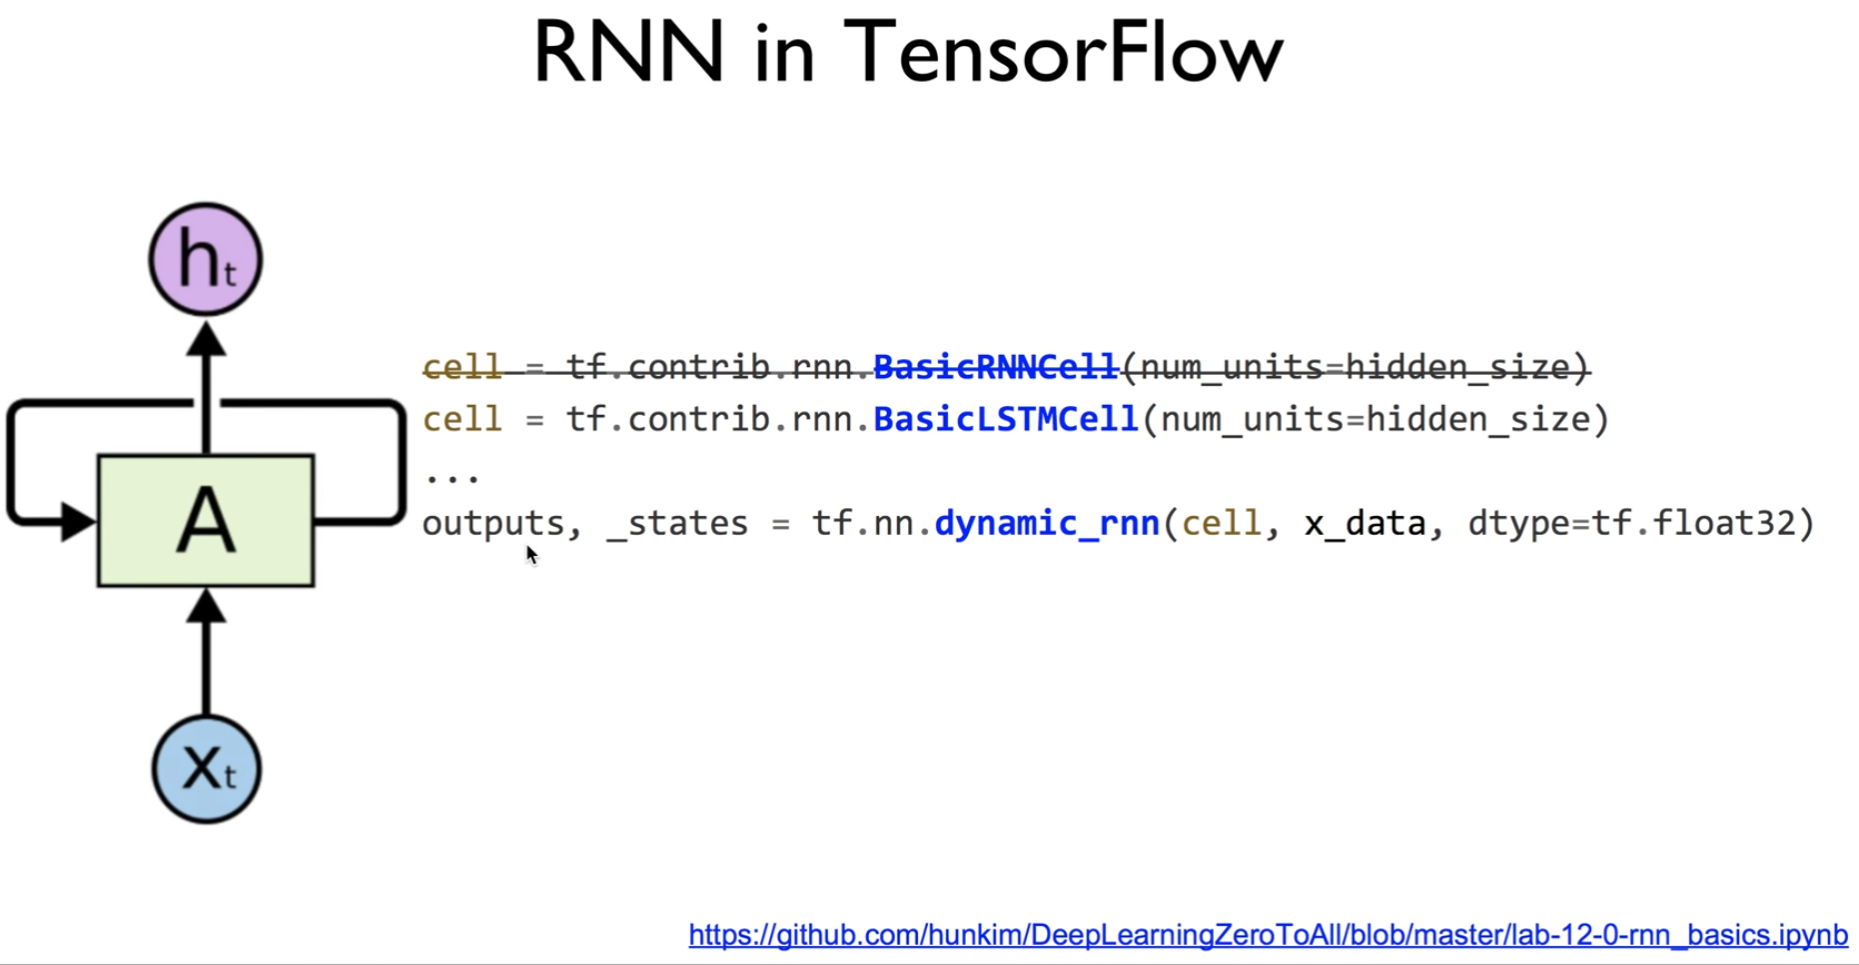 RNN in TensorFlow
ht
cell = tf.contrib.rnn.BasicRNNCell(num_units=hidden_size)
cell = tf.contrib.rnn.BasicLSTMCell(num_units=hidden_size)
...
outputs, _states = tf.nn.dynamic_rnn(cell, x_data, dtype=tf.float32)
A
xt
https://github.com/hunkim/DeepLearningZeroToAll/blob/master/lab-12-0-rnn_basics.ipynb